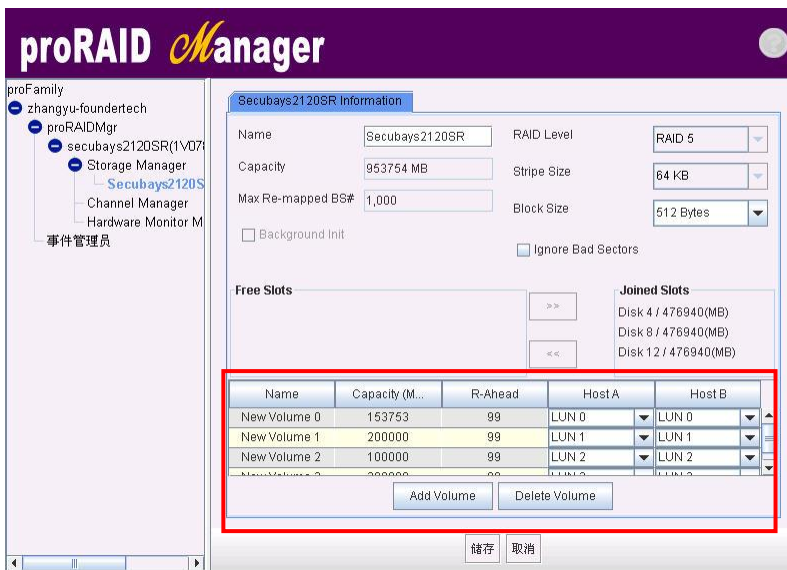 proRAID Manager
proFamily
zhangyu-foundertech
proRAIDMgr
secubays2120SR(1V07
Storage Manager
Secubays2120S
Channel Manager
Hardware Monitor M
事件管理员
Secubays2120SR Information
Name
Secubays2120SR
RAID Level
RAID 5
Capacity
953754 MB
Stripe Size
64 KB
Max Re-mapped BS#
1,000
Block Size
512 Bytes
Background Init
Ignore Bad Sectors
Free Slots
>>
<<
Joined Slots
Disk 4 / 476940(MB)
Disk 8 / 476940(MB)
Disk 12 / 476940(MB)
Name Capacity (M... R-Ahead Host A Host B
New Volume 0 153753 99 LUN 0 LUN 0
New Volume 1 200000 99 LUN 1 LUN 1
New Volume 2 100000 99 LUN 2 LUN 2
Add Volume Delete Volume
储存 取消